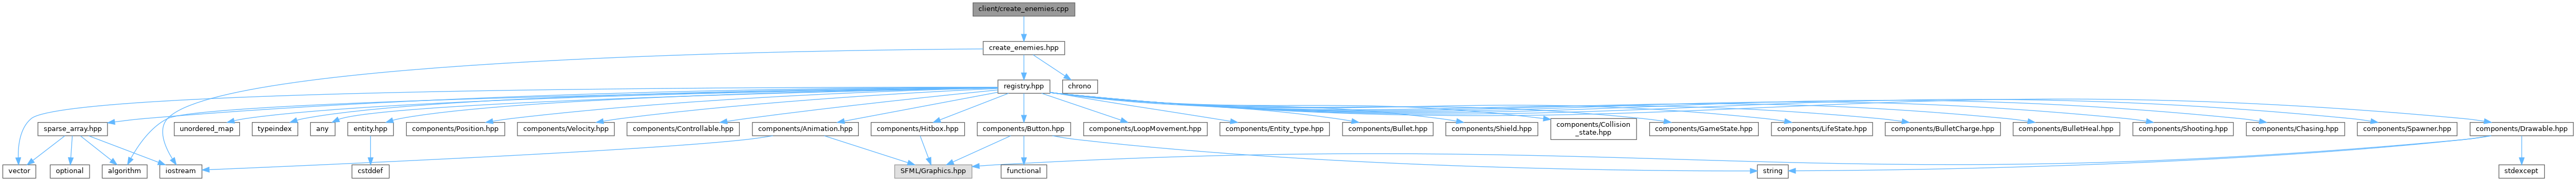 client/create_enemies.cpp
create_enemies.hpp
registry.hpp
chrono
sparse_array.hpp
unordered_map
typeindex
any
entity.hpp
components/Position.hpp
components/Velocity.hpp
components/Controllable.hpp
components/Animation.hpp
components/Hitbox.hpp
components/Button.hpp
components/LoopMovement.hpp
components/Entity_type.hpp
components/Bullet.hpp
components/Shield.hpp
components/Collision
_state.hpp
components/GameState.hpp
components/LifeState.hpp
components/BulletCharge.hpp
components/BulletHeal.hpp
components/Shooting.hpp
components/Chasing.hpp
components/Spawner.hpp
components/Drawable.hpp
vector
optional
algorithm
iostream
cstddef
SFML/Graphics.hpp
functional
string
stdexcept